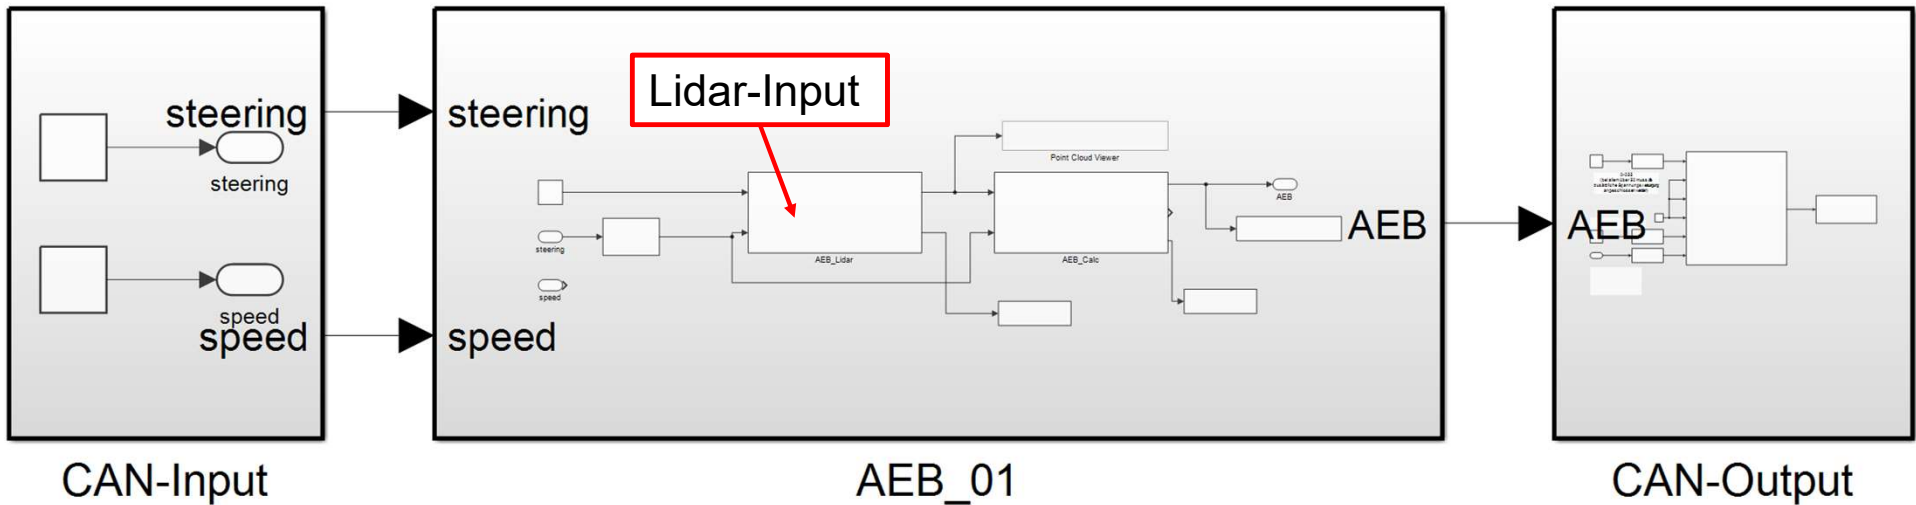 steering
steering
speed
speed
CAN-Input
steering
speed
Lidar-Input
steering
speed
AEB_Lidar
Point Cloud Viewer
AEB_Calc
AEB
AEB
AEB_01
AEB
CAN-Output